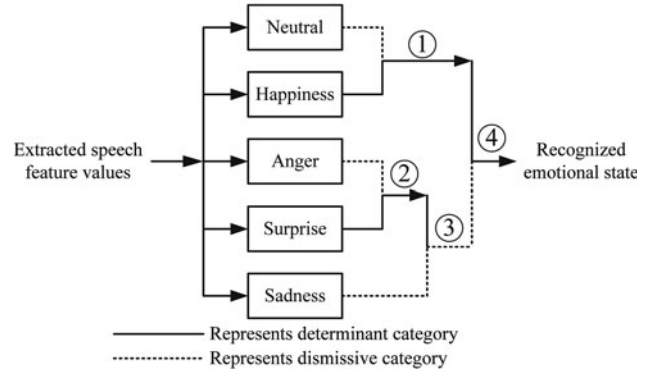 Neutral
①
Happiness
④
Extracted speech
feature values
Anger
Recognized
emotional state
②
Surprise
③
Sadness
Represents determinant category
Represents dismissive category